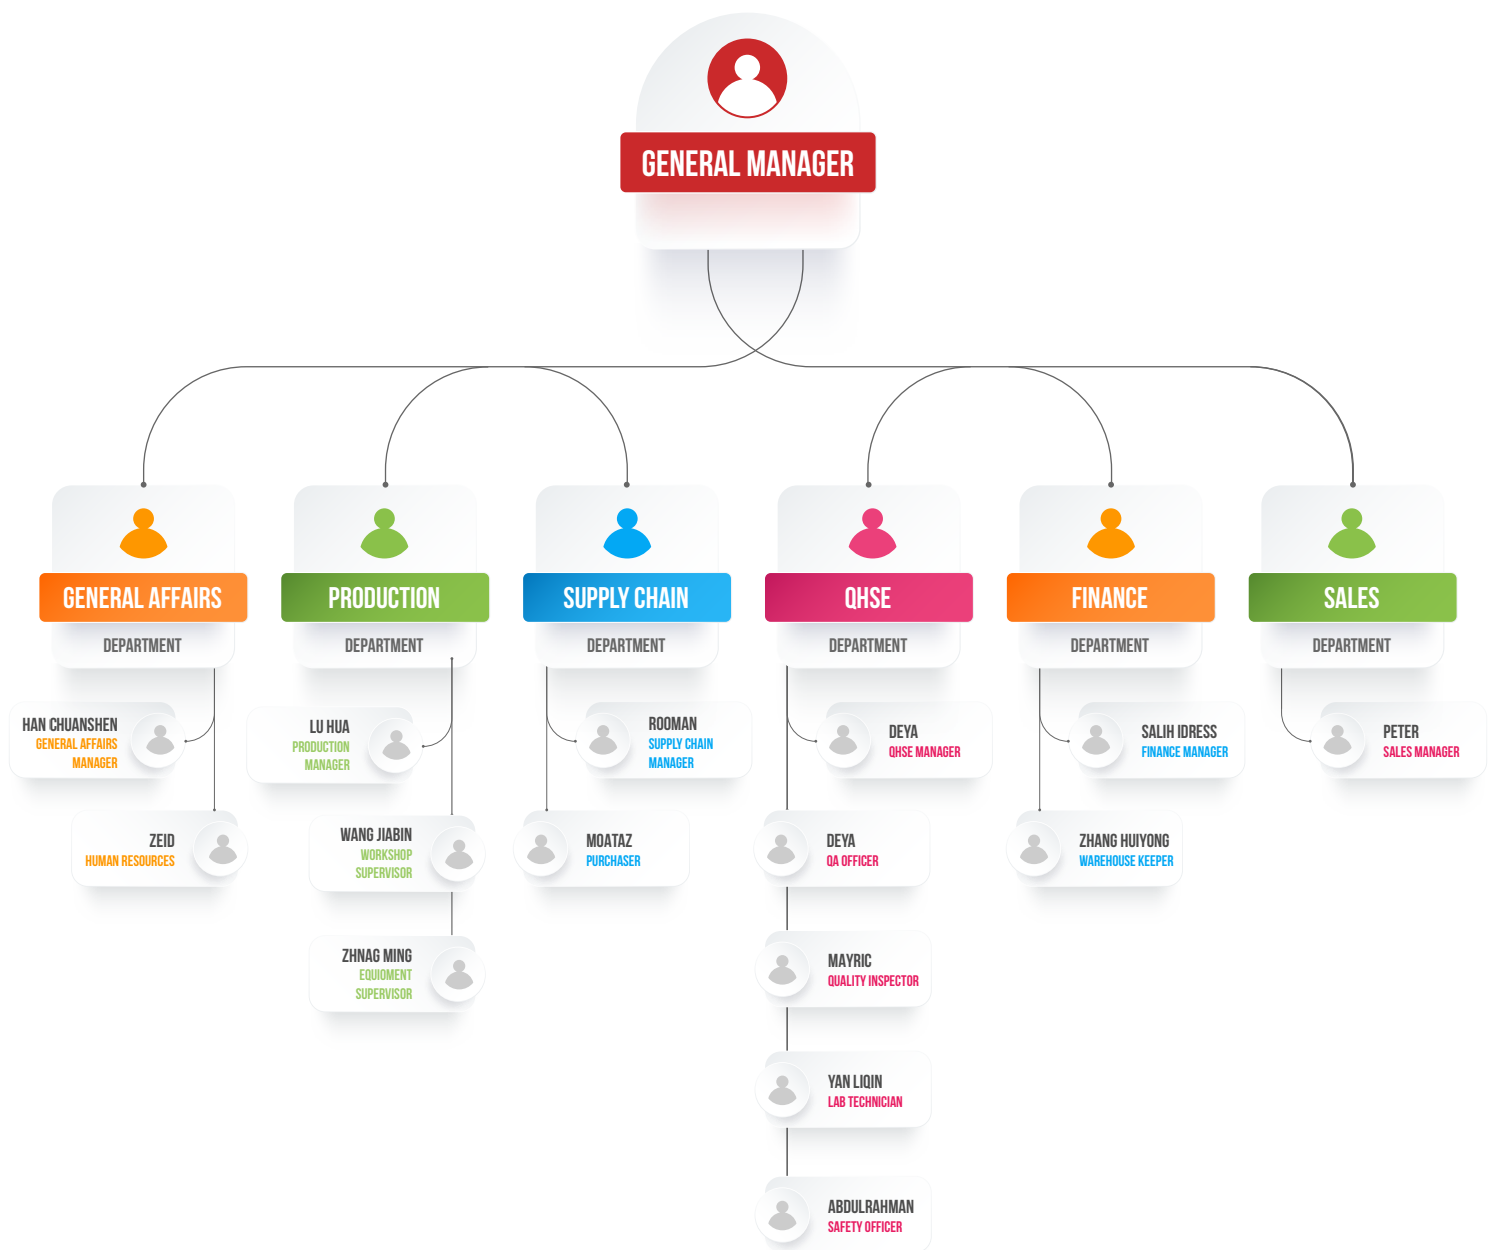 GENERAL MANAGER
GENERAL AFFAIRS
DEPARTMENT
HAN CHUANSHEN
GENERAL AFFAIRS
MANAGER
ZEID
HUMAN RESOURCES
PRODUCTION
DEPARTMENT
LU HUA
PRODUCTION
MANAGER
WANG JIABIN
WORKSHOP
SUPERVISOR
ZHNAG MING
EQUIOMENT
SUPERVISOR
SUPPLY CHAIN
DEPARTMENT
ROOMAN
SUPPLY CHAIN
MANAGER
MOATAZ
PURCHASER
QHSE
DEPARTMENT
DEYA
QHSE MANAGER
DEYA
QA OFFICER
MAYRIC
QUALITY INSPECTOR
YAN LIQIN
LAB TECHNICIAN
ABDULRAHMAN
SAFETY OFFICER
FINANCE
DEPARTMENT
SALIH IDRESS
FINANCE MANAGER
ZHANG HUIYONG
WAREHOUSE KEEPER
SALES
DEPARTMENT
PETER
SALES MANAGER